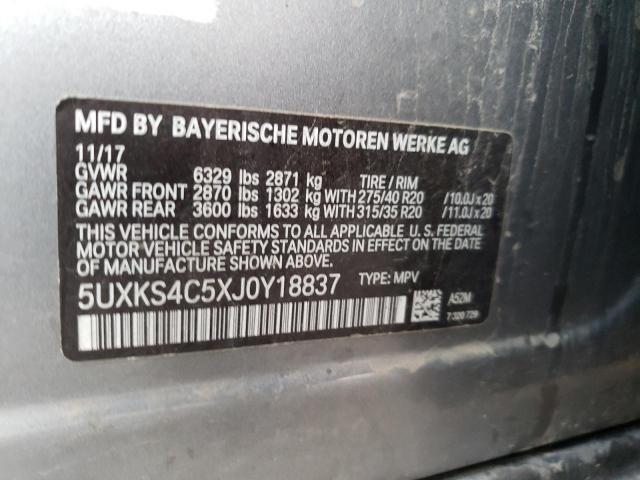 MFD BY BAYERISCHE MOTOREN WERKE AG
11/17
GVWR 6329 lbs 2871 kg TIRE / RIM
GAWR FRONT 2870 lbs 1302 kg WITH 275/40 R20 /10.0J x 20
GAWR REAR 3600 lbs 1633 kg WITH 315/35 R20 /11.0J x 20
THIS VEHICLE CONFORMS TO ALL APPLICABLE U. S. FEDERAL
MOTOR VEHICLE SAFETY STANDARDS IN EFFECT ON THE
DATE OF MANUFACTURE SHOWN ABOVE.
5UXKS4C5XJ0Y18837 TYPE: MPV
A52M
7 320 729